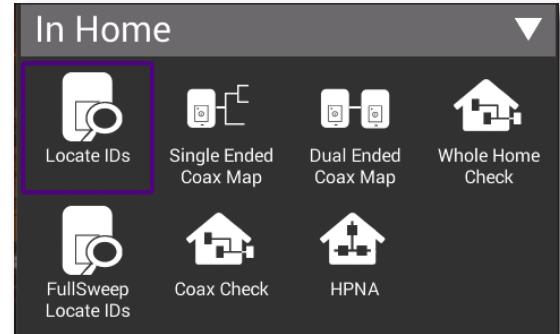 In Home
Locate IDs
Single Ended
Coax Map
Dual Ended
Coax Map
Whole Home
Check
FullSweep
Locate IDs
Coax Check
HPNA